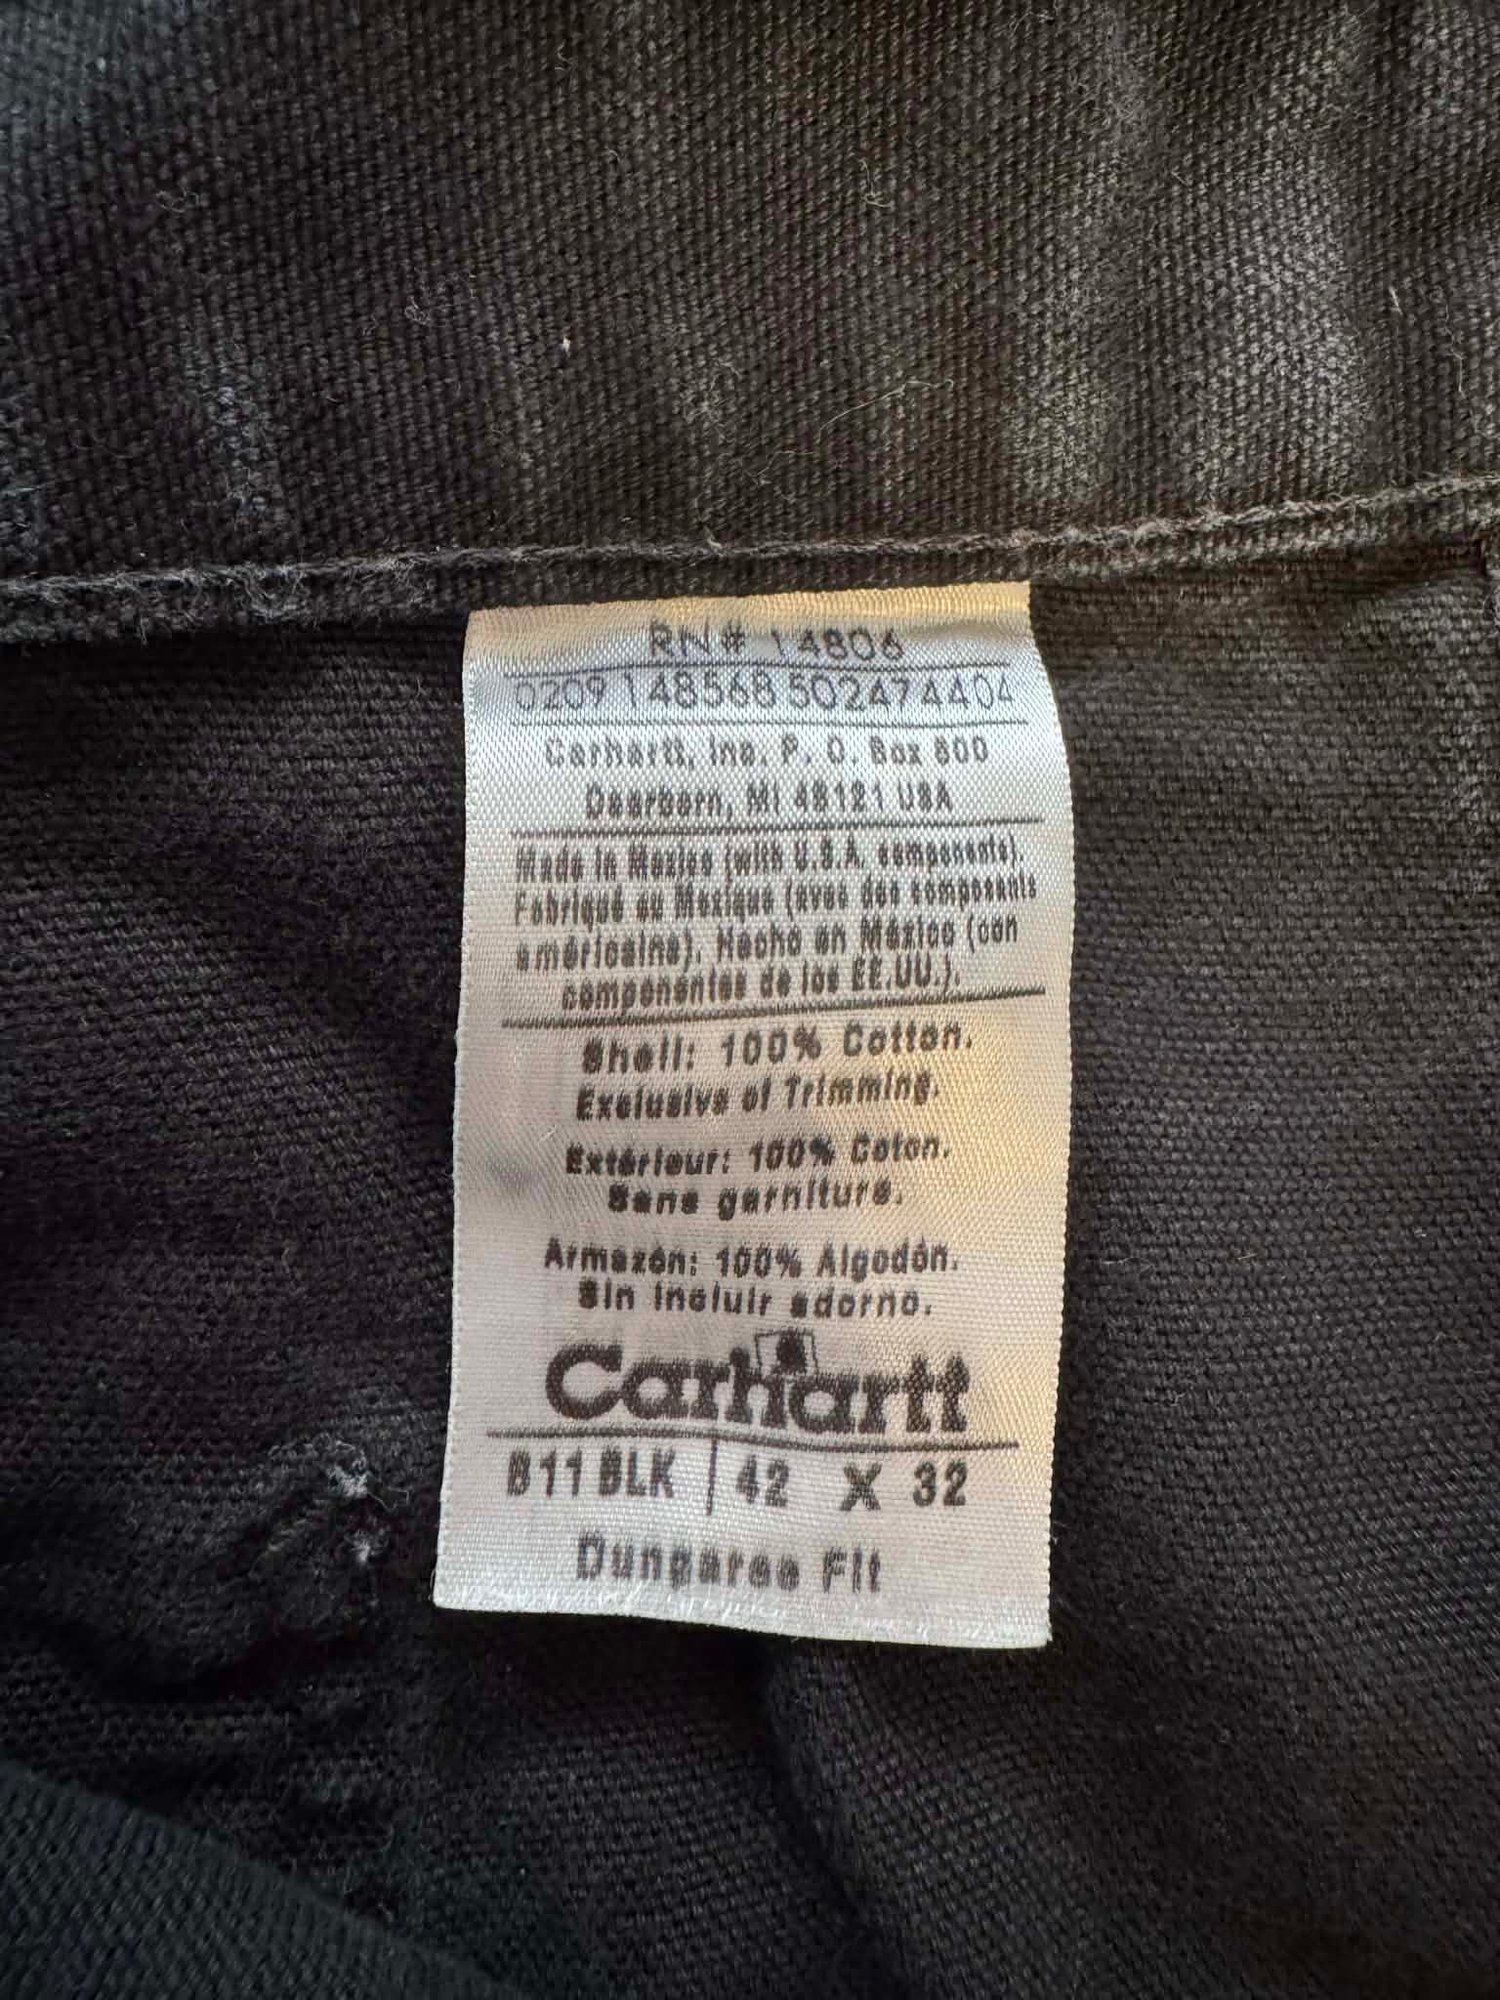 RN# 14806
0209 148568 502474404
Carhartt, Inc. P. O. Box 600
Dearborn, MI 48121 USA
Made in Mexico (with U.S.A. components).
Fabriqué au Mexique (avec des composants
américains). Hecho en México (con
componentes de los EE.UU.).
Shell: 100% Cotton.
Exclusive of Trimming.
Extérieur: 100% Coton.
Sans garniture.
Armazón: 100% Algodón.
Sin incluir adorno.
Carhartt
B11 BLK | 42 X 32
Dungaree Fit